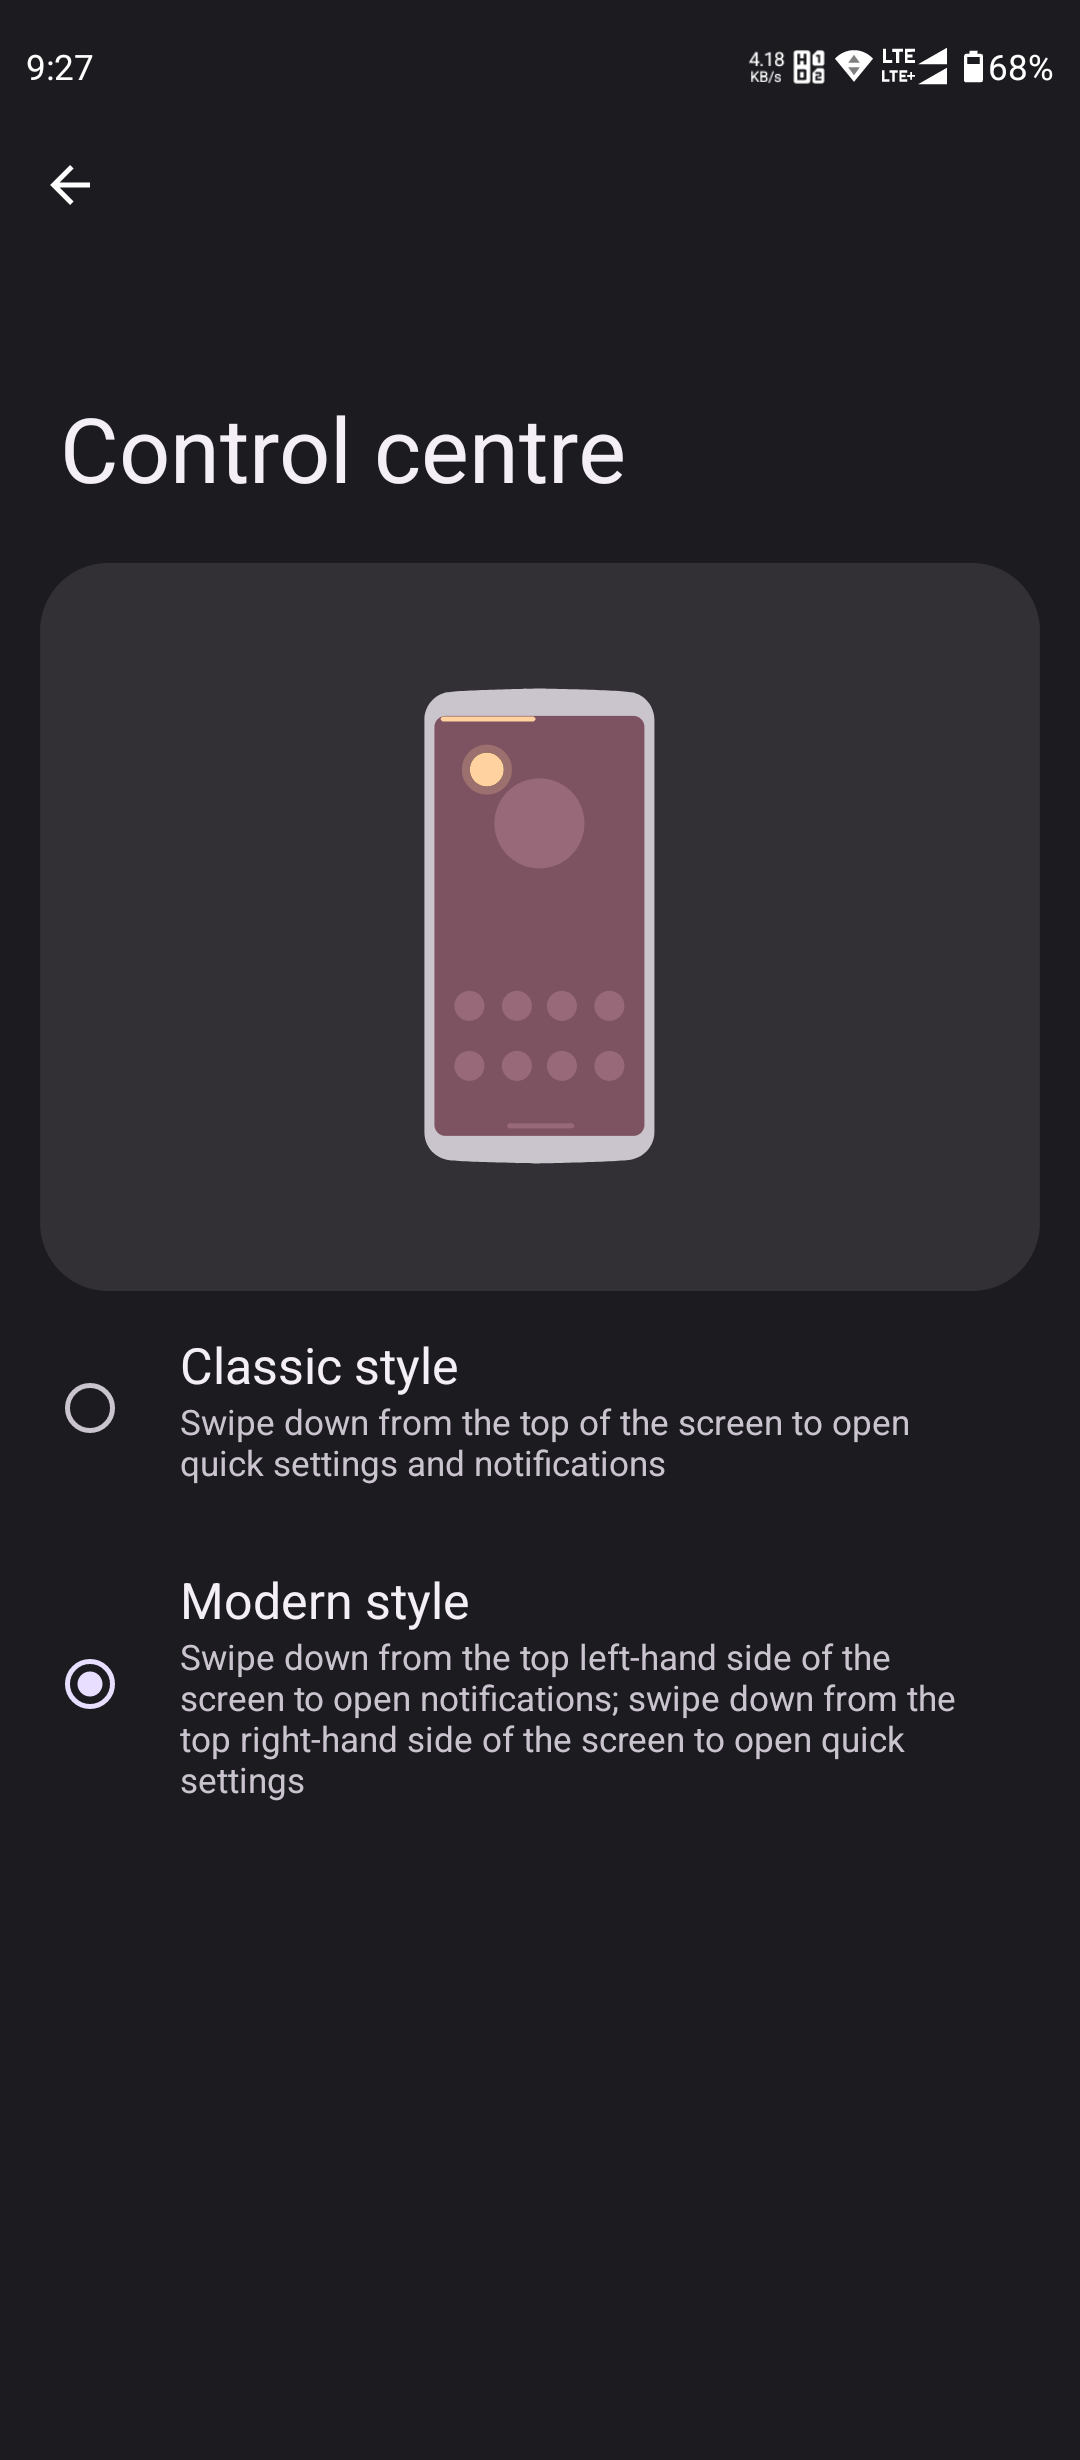 9:27
4.18
KB/s
HD 1 2
LTE
LTE+
68%
Control centre
Classic style
Swipe down from the top of the screen to open
quick settings and notifications
Modern style
Swipe down from the top left-hand side of the
screen to open notifications; swipe down from the
top right-hand side of the screen to open quick
settings